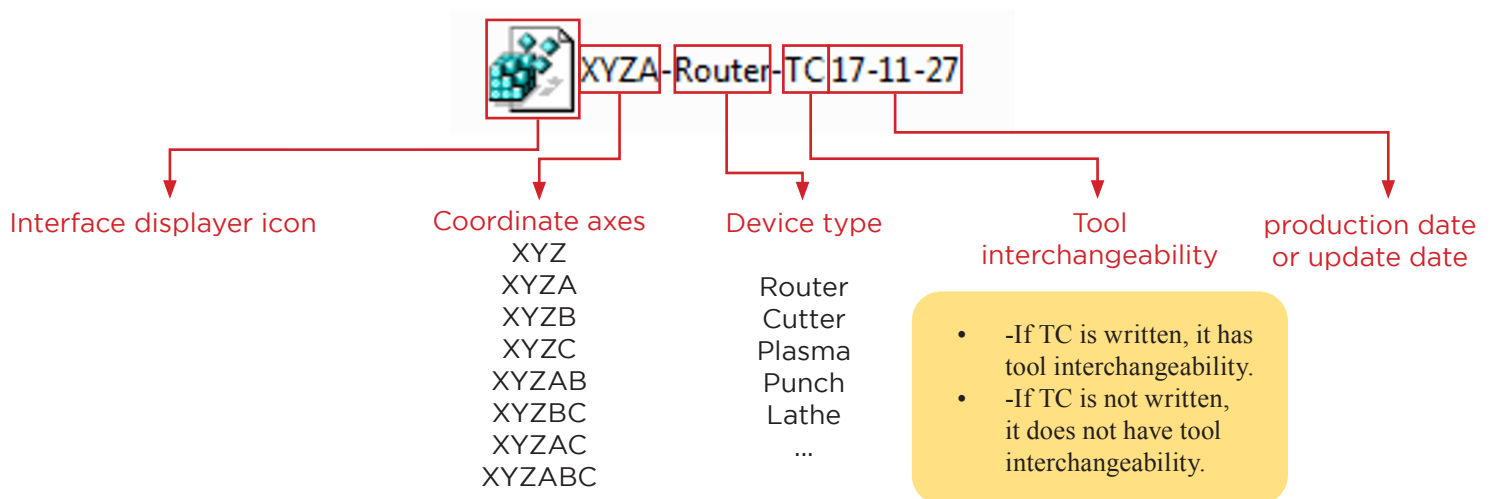 XYZA-Router-TC 17-11-27
Interface displayer icon
Coordinate axes
XYZ
XYZA
XYZB
XYZC
XYZAB
XYZBC
XYZAC
XYZABC
Device type
Router
Cutter
Plasma
Punch
Lathe
...
Tool
interchangeability
• -If TC is written, it has
tool interchangeability.
• -If TC is not written,
it does not have tool
interchangeability.
production date
or update date